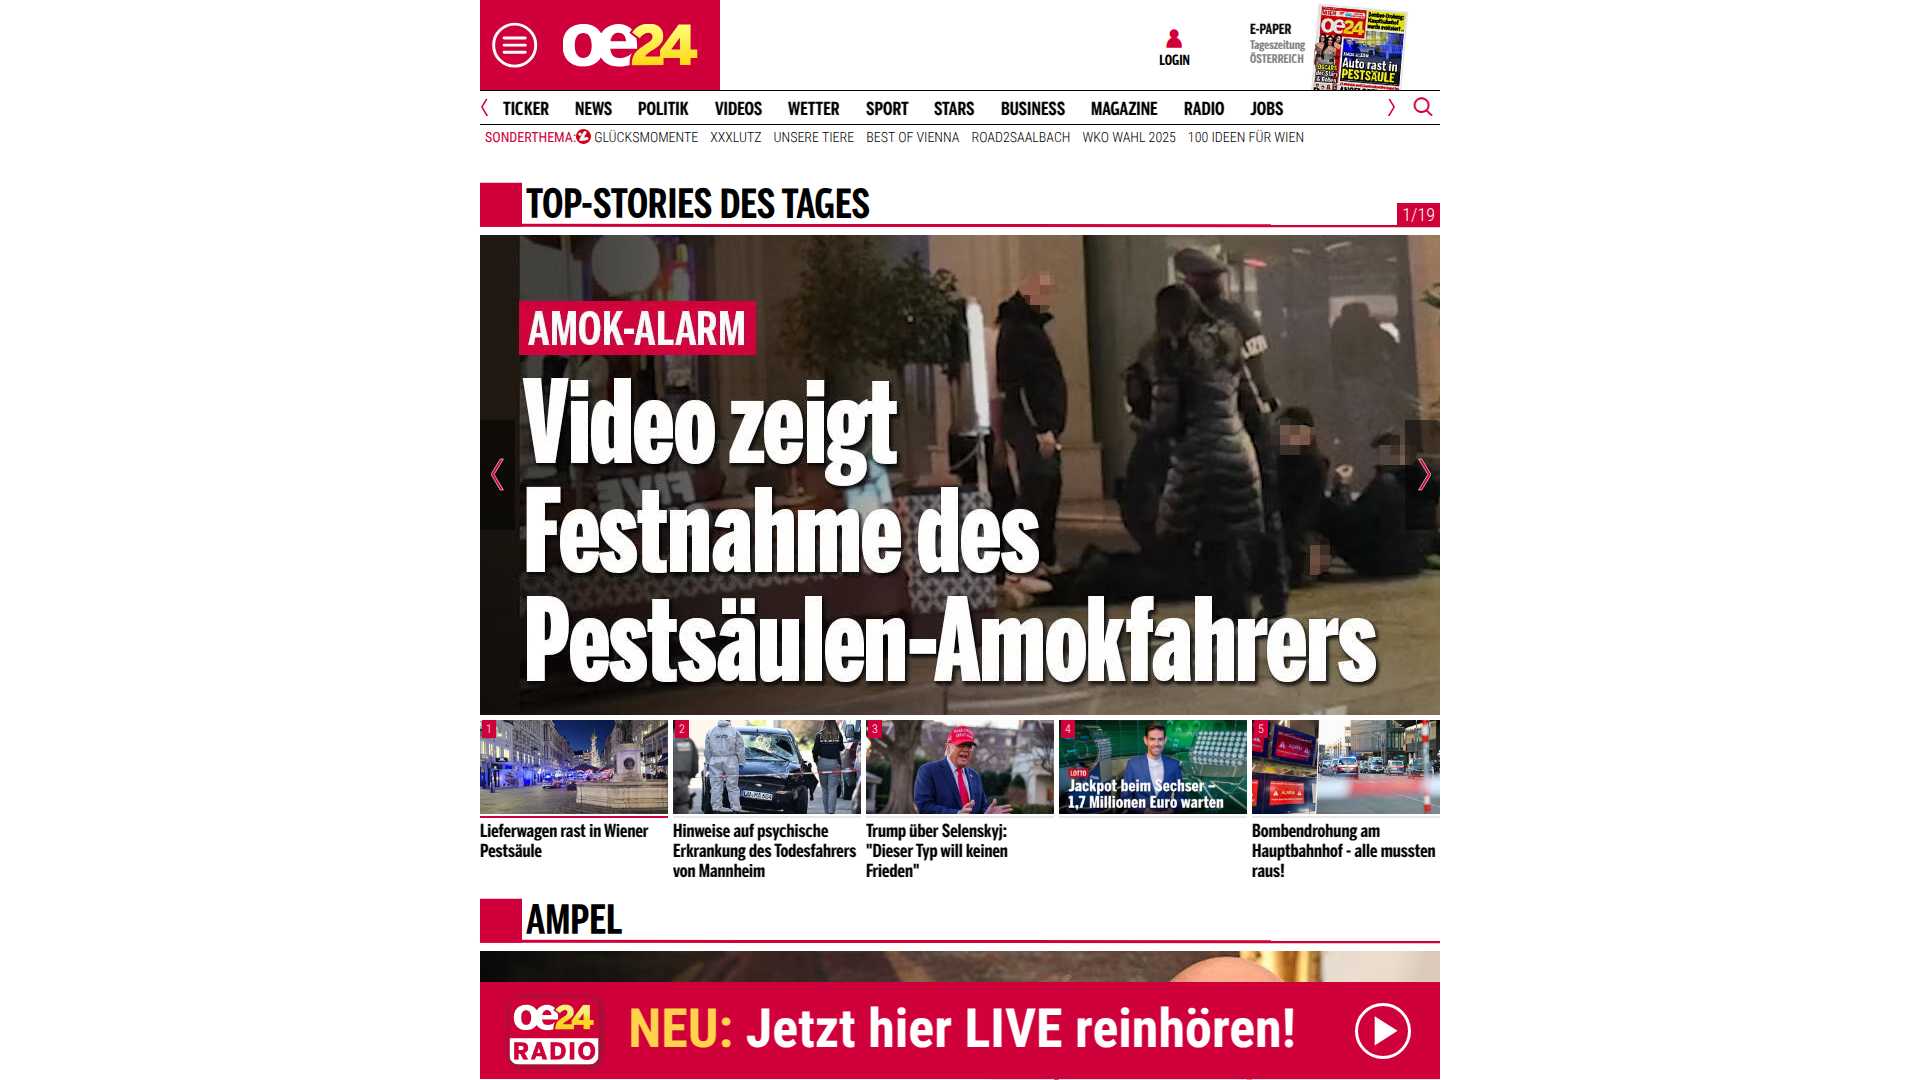 oe24
LOGIN
E-PAPER
Tageszeitung
ÖSTERREICH
oe24
Auto rast in
PESTSÄULE
TICKER NEWS POLITIK VIDEOS WETTER SPORT STARS BUSINESS MAGAZINE RADIO JOBS
SONDERTHEMA: GLÜCKSMOMENTE XXXLUTZ UNSERE TIERE BEST OF VIENNA ROAD2SAALBACH WKO WAHL 2025 100 IDEEN FÜR WIEN
TOP-STORIES DES TAGES
1/19
AMOK-ALARM
Video zeigt
Festnahme des
Pestsäulen-Amokfahrers
1
Lieferwagen rast in Wiener
Pestsäule
2
Hinweise auf psychische
Erkrankung des Todesfahrers
von Mannheim
3
Trump über Selenskyj:
"Dieser Typ will keinen
Frieden"
4
LOTTO
Jackpot beim Sechser –
1,7 Millionen Euro warten
5
Bombendrohung am
Hauptbahnhof - alle mussten
raus!
AMPEL
oe24
RADIO
NEU: Jetzt hier LIVE reinhören!